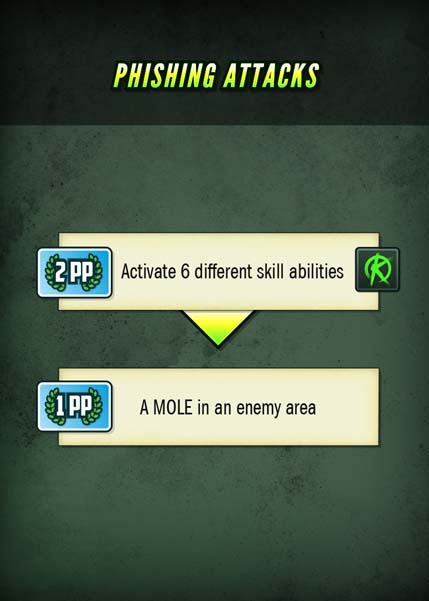 PHISHING ATTACKS
2 PP Activate 6 different skill abilities
1 PP A MOLE in an enemy area